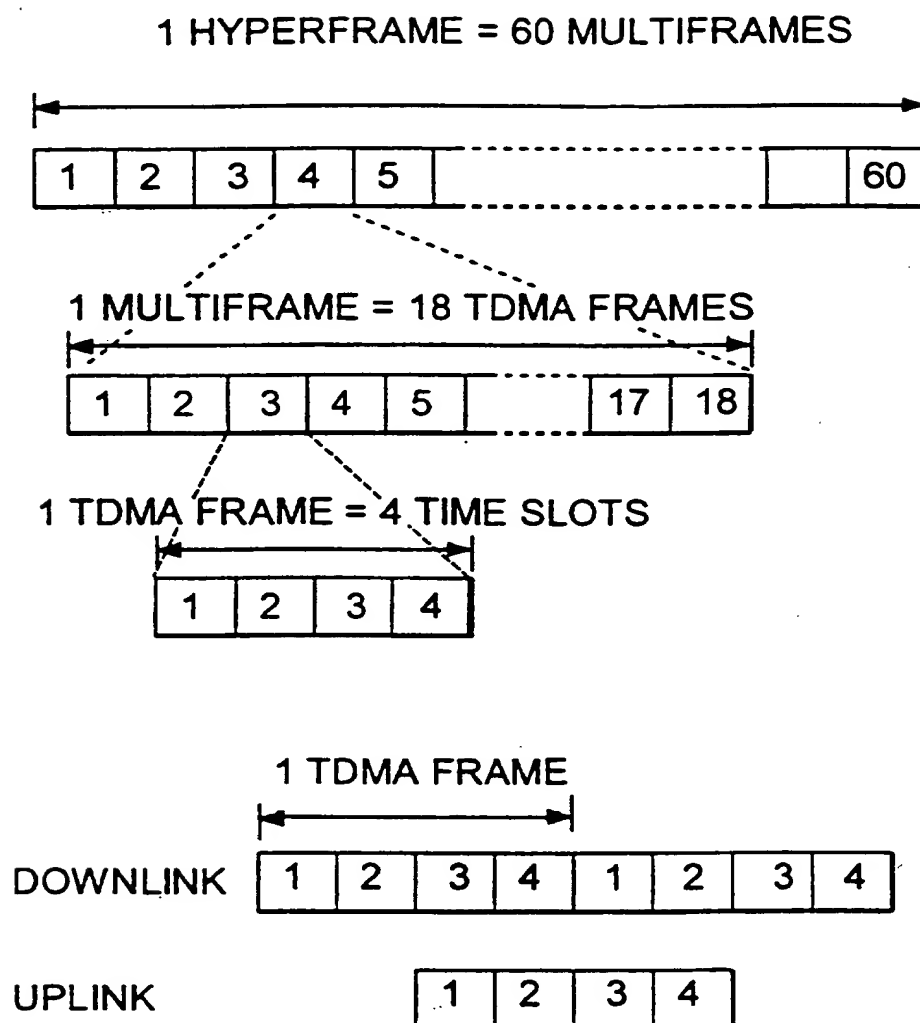 1 HYPERFRAME = 60 MULTIFRAMES
1 2 3 4 5 60
1 MULTIFRAME = 18 TDMA FRAMES
1 2 3 4 5 17 18
1 TDMA FRAME = 4 TIME SLOTS
1 2 3 4
1 TDMA FRAME
DOWNLINK 1 2 3 4 1 2 3 4
UPLINK 1 2 3 4